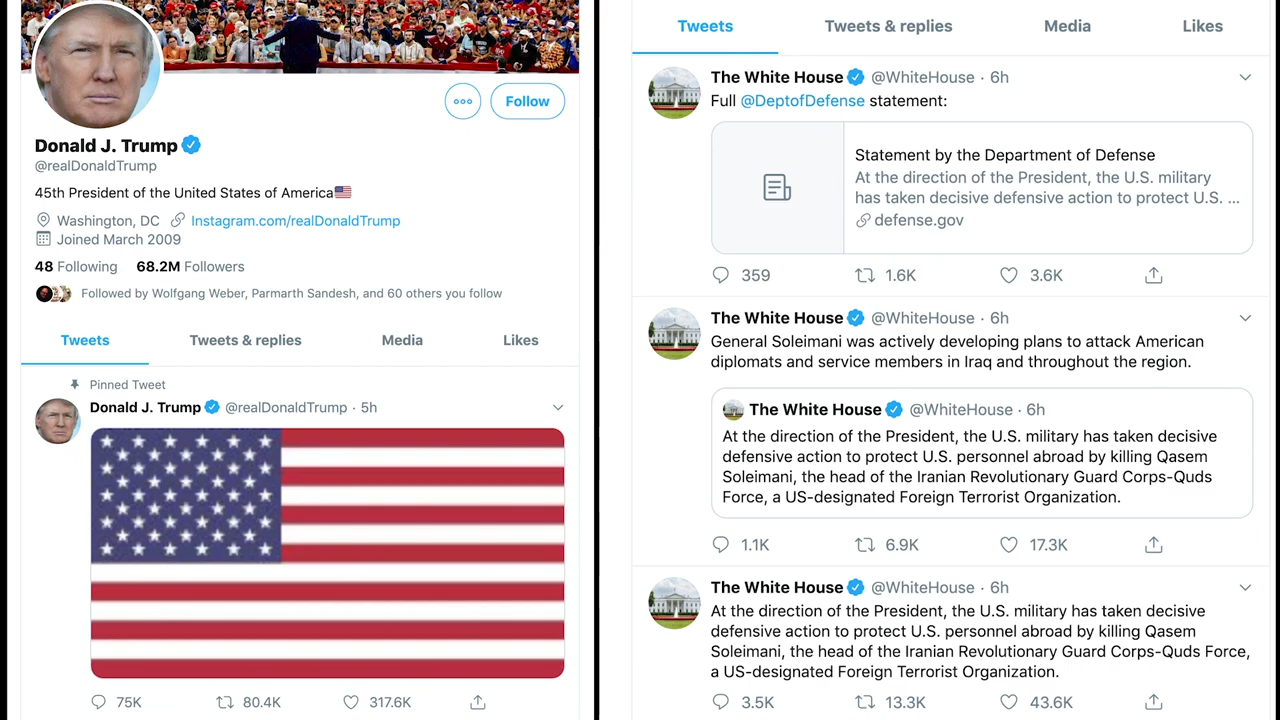 Follow
Donald J. Trump
@realDonaldTrump
45th President of the United States of America🇺🇸
Washington, DC Instagram.com/realDonaldTrump
Joined March 2009
48 Following 68.2M Followers
Followed by Wolfgang Weber, Parmarth Sandesh, and 60 others you follow
Tweets Tweets & replies Media Likes
Pinned Tweet
Donald J. Trump @realDonaldTrump · 5h
75K 80.4K 317.6K
Tweets Tweets & replies Media Likes
The White House @WhiteHouse · 6h
Full @DeptofDefense statement:
Statement by the Department of Defense
At the direction of the President, the U.S. military
has taken decisive defensive action to protect U.S. ...
defense.gov
359 1.6K 3.6K
The White House @WhiteHouse · 6h
General Soleimani was actively developing plans to attack American
diplomats and service members in Iraq and throughout the region.
The White House @WhiteHouse · 6h
At the direction of the President, the U.S. military has taken decisive
defensive action to protect U.S. personnel abroad by killing Qasem
Soleimani, the head of the Iranian Revolutionary Guard Corps-Quds
Force, a US-designated Foreign Terrorist Organization.
1.1K 6.9K 17.3K
The White House @WhiteHouse · 6h
At the direction of the President, the U.S. military has taken decisive
defensive action to protect U.S. personnel abroad by killing Qasem
Soleimani, the head of the Iranian Revolutionary Guard Corps-Quds Force,
a US-designated Foreign Terrorist Organization.
3.5K 13.3K 43.6K